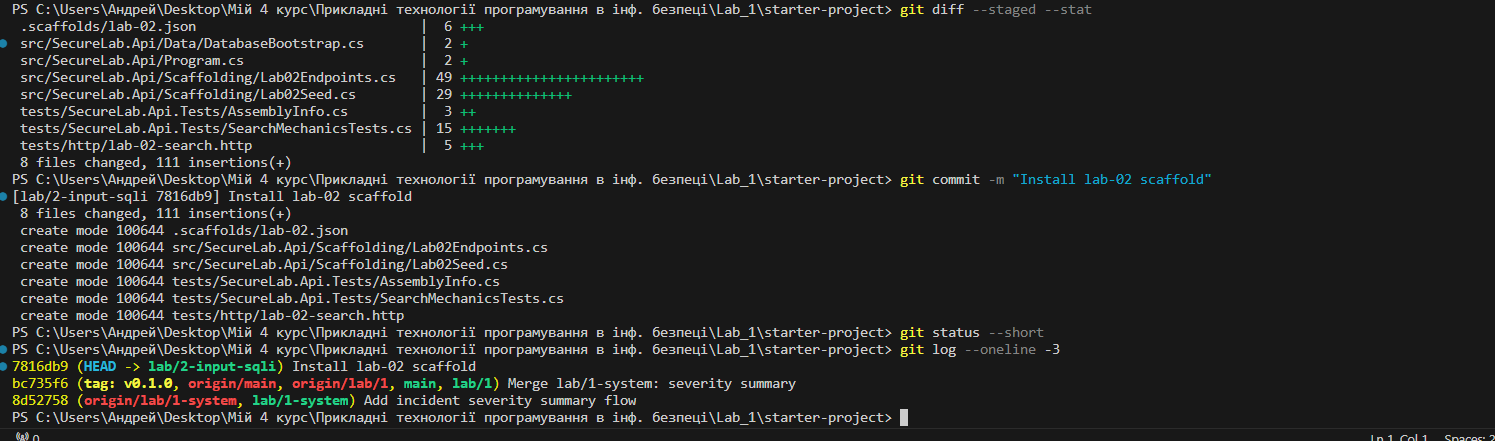 PS C:\Users\Андрей\Desktop\Мій 4 курс\Прикладні технології програмування в інф. безпеці\Lab_1\starter-project> git diff --staged --stat
.scaffolds/lab-02.json | 6 +++
src/SecureLab.Api/Data/DatabaseBootstrap.cs | 2 +
src/SecureLab.Api/Program.cs | 2 +
src/SecureLab.Api/Scaffolding/Lab02Endpoints.cs | 49 ++++++++++++++++++++++++
src/SecureLab.Api/Scaffolding/Lab02Seed.cs | 29 ++++++++++++++
tests/SecureLab.Api.Tests/AssemblyInfo.cs | 3 ++
tests/SecureLab.Api.Tests/SearchMechanicsTests.cs | 15 +++++++
tests/http/lab-02-search.http | 5 +++
8 files changed, 111 insertions(+)
PS C:\Users\Андрей\Desktop\Мій 4 курс\Прикладні технології програмування в інф. безпеці\Lab_1\starter-project> git commit -m "Install lab-02 scaffold"
[lab/2-input-sqli 7816db9] Install lab-02 scaffold
8 files changed, 111 insertions(+)
create mode 100644 .scaffolds/lab-02.json
create mode 100644 src/SecureLab.Api/Scaffolding/Lab02Endpoints.cs
create mode 100644 src/SecureLab.Api/Scaffolding/Lab02Seed.cs
create mode 100644 tests/SecureLab.Api.Tests/AssemblyInfo.cs
create mode 100644 tests/SecureLab.Api.Tests/SearchMechanicsTests.cs
create mode 100644 tests/http/lab-02-search.http
PS C:\Users\Андрей\Desktop\Мій 4 курс\Прикладні технології програмування в інф. безпеці\Lab_1\starter-project> git status --short
PS C:\Users\Андрей\Desktop\Мій 4 курс\Прикладні технології програмування в інф. безпеці\Lab_1\starter-project> git log --oneline -3
7816db9 (HEAD -> lab/2-input-sqli) Install lab-02 scaffold
bc735f6 (tag: v0.1.0, origin/main, origin/lab/1, main, lab/1) Merge lab/1-system: severity summary
8d52758 (origin/lab/1-system, lab/1-system) Add incident severity summary flow
PS C:\Users\Андрей\Desktop\Мій 4 курс\Прикладні технології програмування в інф. безпеці\Lab_1\starter-project>
0 Ln 1, Col 1 Spaces: